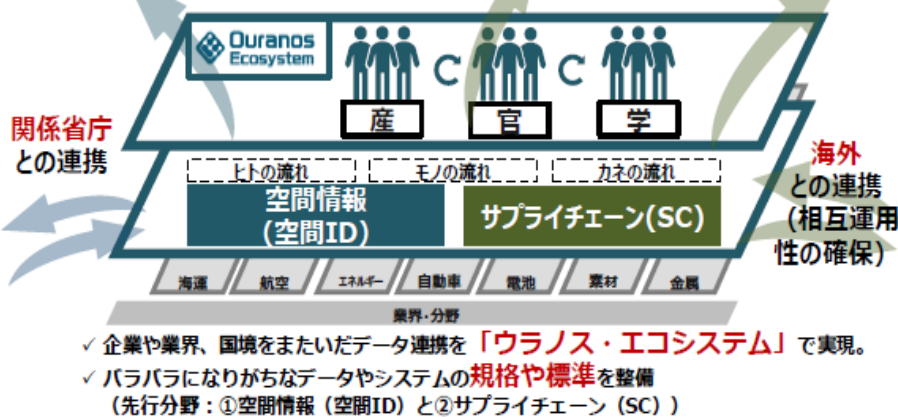 Ouranos
Ecosystem
産 官 学
関係省庁
との連携
海外
との連携
(相互運用
性の確保)
ヒトの流れ モノの流れ カネの流れ
空間情報
(空間ID)
サプライチェーン(SC)
海運 航空 エネルギー 自動車 電池 素材 金属
業界・分野
✓ 企業や業界、国境をまたいだデータ連携を「ウラノス・エコシステム」で実現。
✓ バラバラになりがちなデータやシステムの規格や標準を整備
(先行分野:①空間情報(空間ID)と②サプライチェーン(SC))